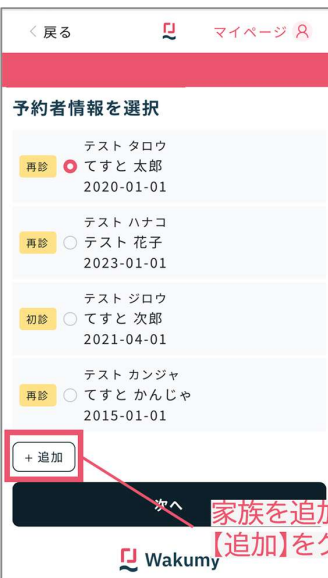 戻る
マイページ
予約者情報を選択
テスト タロウ
再診 てすと 太郎
2020-01-01
テスト ハナコ
再診 テスト 花子
2023-01-01
テスト ジロウ
初診 てすと 次郎
2021-04-01
テスト カンジャ
再診 てすと かんじゃ
2015-01-01
+ 追加
次へ
家族を追加
【追加】をク
Wakumy